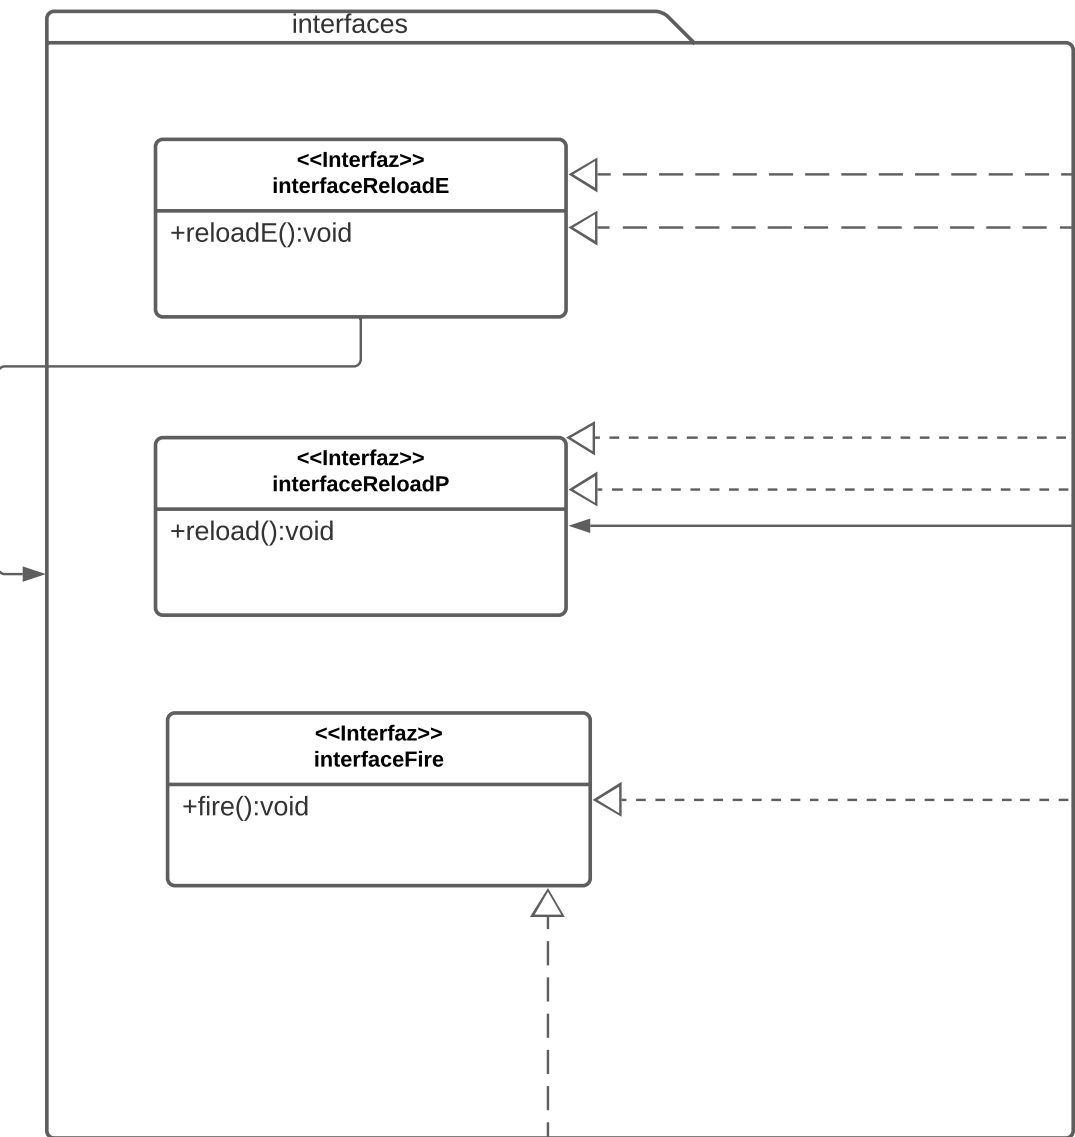 interfaces
<<Interfaz>>
interfaceReloadE
+reloadE():void
<<Interfaz>>
interfaceReloadP
+reload():void
<<Interfaz>>
interfaceFire
+fire():void